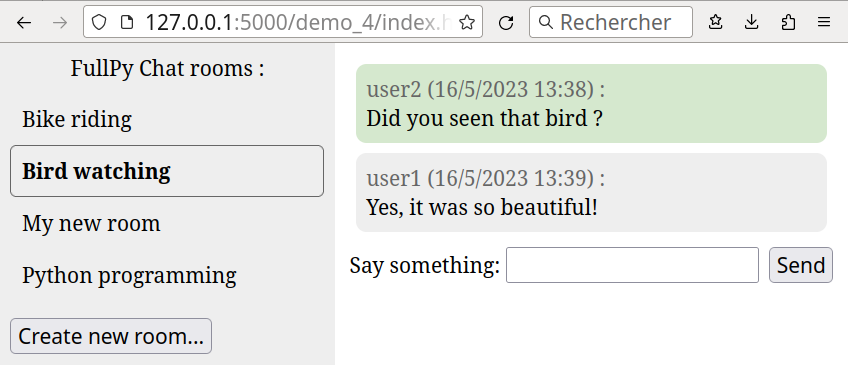 127.0.0.1:5000/demo_4/index.h
Rechercher
FullPy Chat rooms :
Bike riding
Bird watching
My new room
Python programming
Create new room...
user2 (16/5/2023 13:38) :
Did you seen that bird ?
user1 (16/5/2023 13:39) :
Yes, it was so beautiful!
Say something:
Send